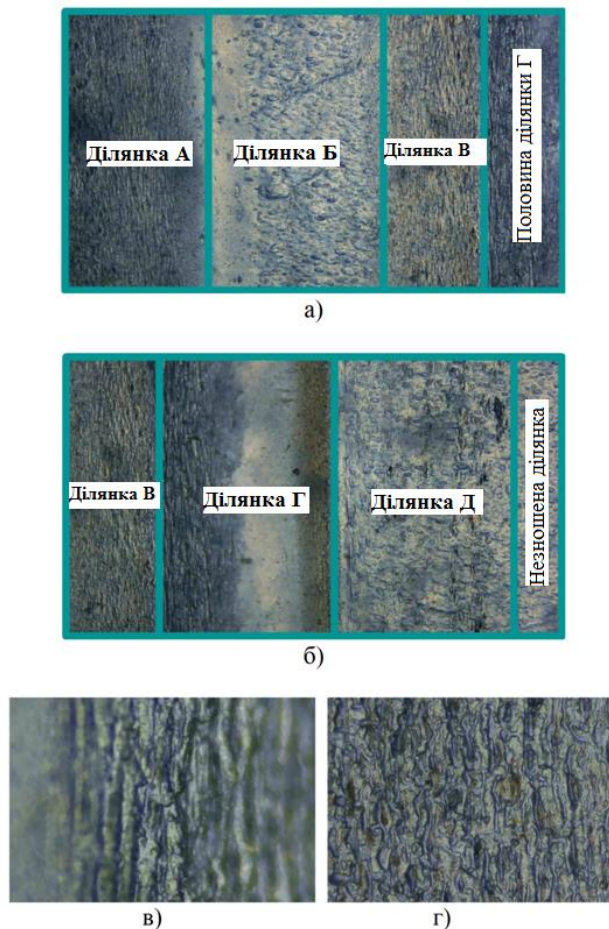 Ділянка А
Ділянка Б
Ділянка В
Половина ділянки Г
а)
Ділянка В
Ділянка Г
Ділянка Д
Незношена ділянка
б)
в)
г)